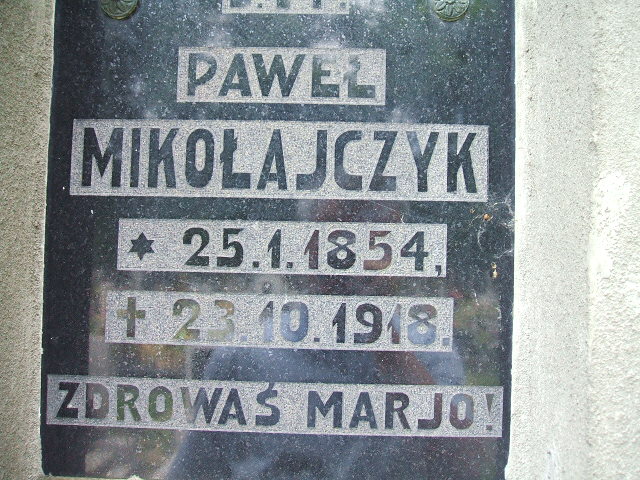 PAWEŁ
MIKOŁAJCZYK
* 25.1.1854,
† 23.10.1918.
ZDROWAŚ MARJO!